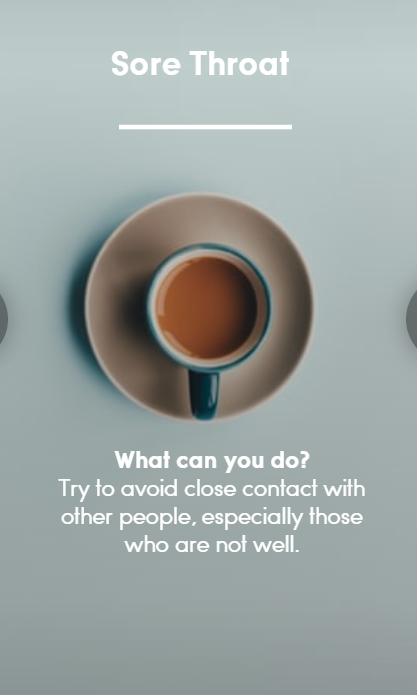 Sore Throat
What can you do?
Try to avoid close contact with
other people, especially those
who are not well.